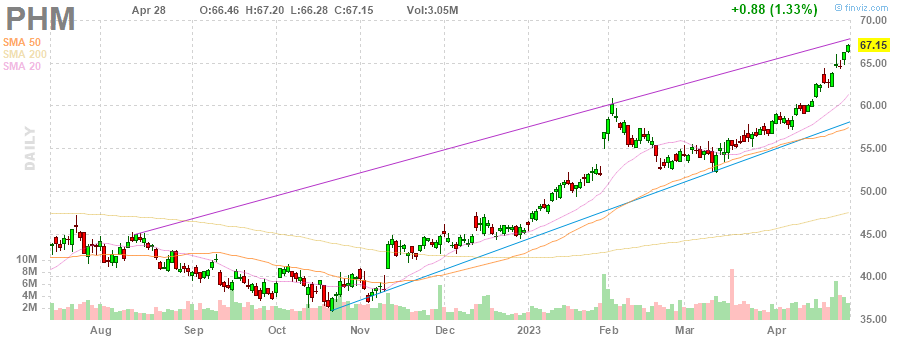 PHM Apr 28 O:66.46 H:67.20 L:66.28 C:67.15 Vol:3.05M +0.88 (1.33%) @ finviz.com
SMA 50
SMA 200
SMA 20
DAILY
70.00
67.15
65.00
60.00
55.00
50.00
45.00
40.00
35.00
10M
8M
6M
4M
2M
Aug Sep Oct Nov Dec 2023 Feb Mar Apr